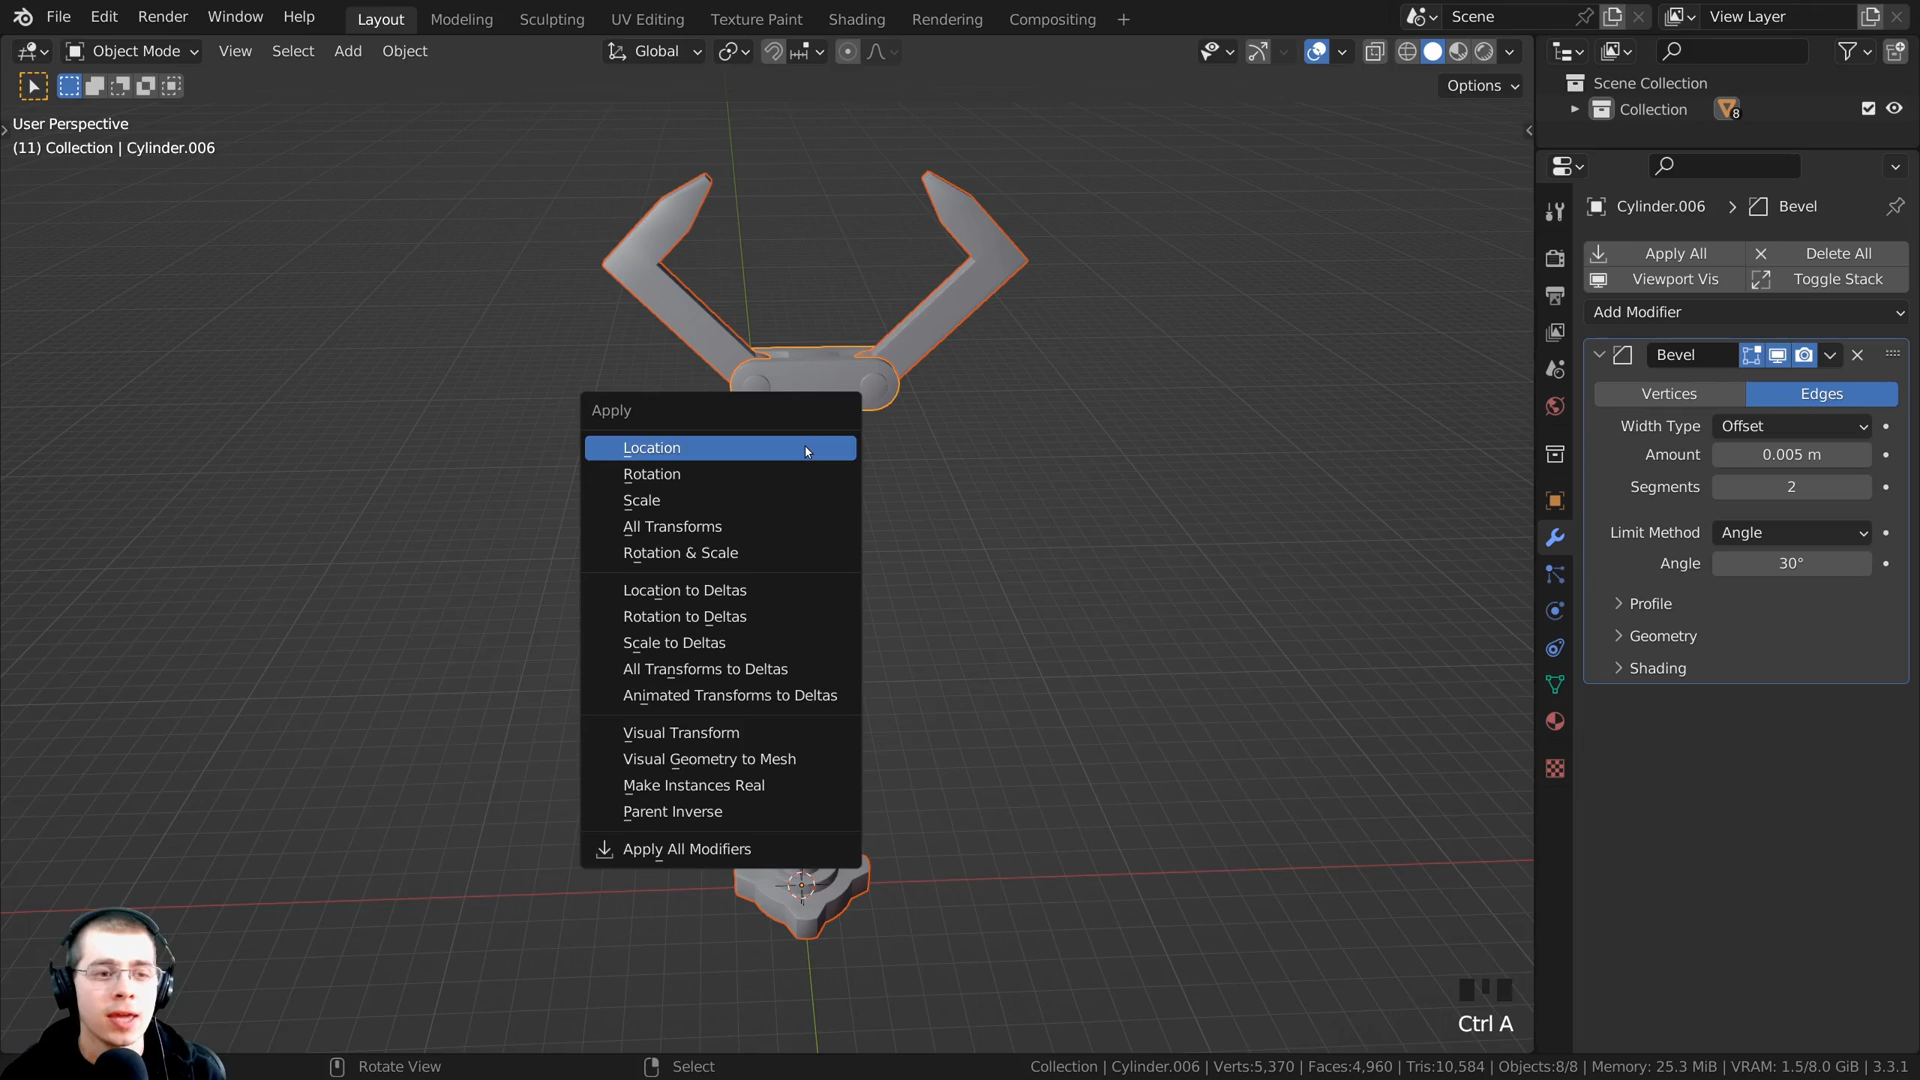 File Edit Render Window Help
Layout Modeling Sculpting UV Editing Texture Paint Shading Rendering Compositing +
Scene
View Layer
Object Mode View Select Add Object
Global
Options
User Perspective
(11) Collection | Cylinder.006
Scene Collection
Collection 8
Cylinder.006 > Bevel
Apply All Delete All
Viewport Vis Toggle Stack
Add Modifier
Bevel
Vertices Edges
Width Type Offset
Amount 0.005 m
Segments 2
Limit Method Angle
Angle 30°
Profile
Geometry
Shading
Apply
Location
Rotation
Scale
All Transforms
Rotation & Scale
Location to Deltas
Rotation to Deltas
Scale to Deltas
All Transforms to Deltas
Animated Transforms to Deltas
Visual Transform
Visual Geometry to Mesh
Make Instances Real
Parent Inverse
Apply All Modifiers
Ctrl A
Rotate View
Select
Collection | Cylinder.006 | Verts:5,370 | Faces:4,960 | Tris:10,584 | Objects:8/8 | Memory: 25.3 MiB | VRAM: 1.5/8.0 GiB | 3.3.1